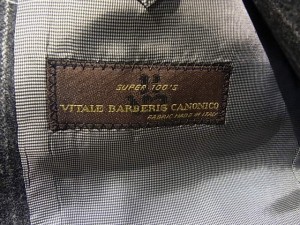 SUPER 100'S
VITALE BARBERIS CANONICO
FABRIC MADE IN ITALY